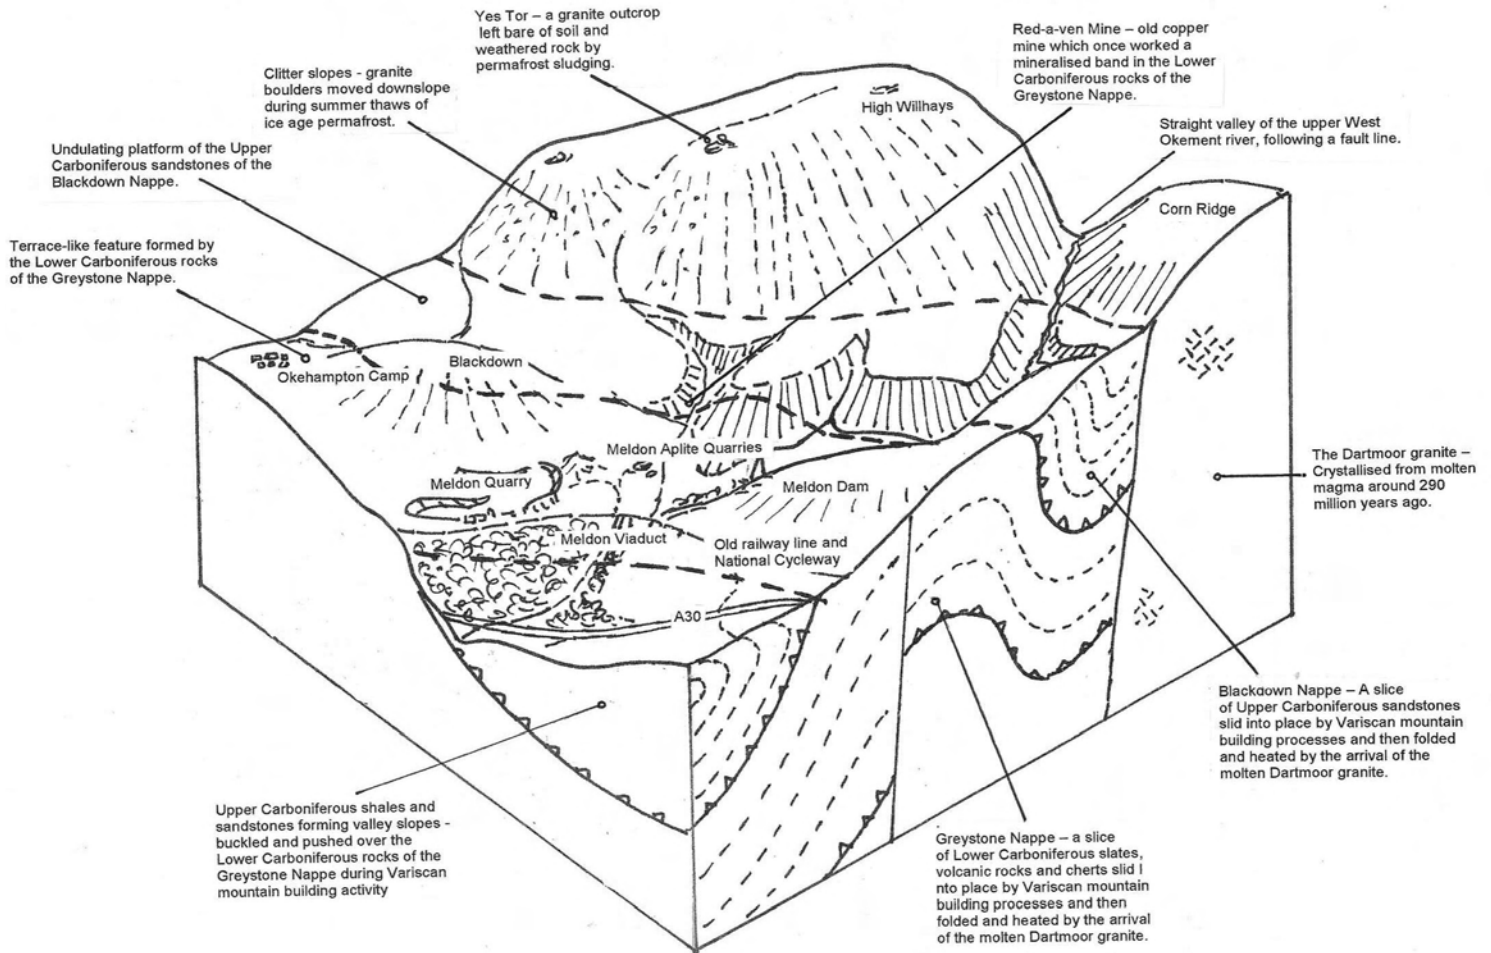 Yes Tor – a granite outcrop
left bare of soil and
weathered rock by
permafrost sludging.
Red-a-ven Mine – old copper
mine which once worked a
mineralised band in the Lower
Carboniferous rocks of the
Greystone Nappe.
Clitter slopes - granite
boulders moved downslope
during summer thaws of
ice age permafrost.
High Willhays
Straight valley of the upper West
Okement river, following a fault line.
Undulating platform of the Upper
Carboniferous sandstones of the
Blackdown Nappe.
Corn Ridge
Terrace-like feature formed by
the Lower Carboniferous rocks
of the Greystone Nappe.
Blackdown
Okehampton Camp
Meldon Aplite Quarries
Meldon Quarry
Meldon Dam
The Dartmoor granite –
Crystallised from molten
magma around 290
million years ago.
Meldon Viaduct
Old railway line and
National Cycleway
A30
Blackdown Nappe – A slice
of Upper Carboniferous sandstones
slid into place by Variscan mountain
building processes and then folded
and heated by the arrival of the
molten Dartmoor granite.
Upper Carboniferous shales and
sandstones forming valley slopes -
buckled and pushed over the
Lower Carboniferous rocks of the
Greystone Nappe during Variscan
mountain building activity
Greystone Nappe – a slice
of Lower Carboniferous slates,
volcanic rocks and cherts slid I
nto place by Variscan mountain
building processes and then
folded and heated by the arrival
of the molten Dartmoor granite.